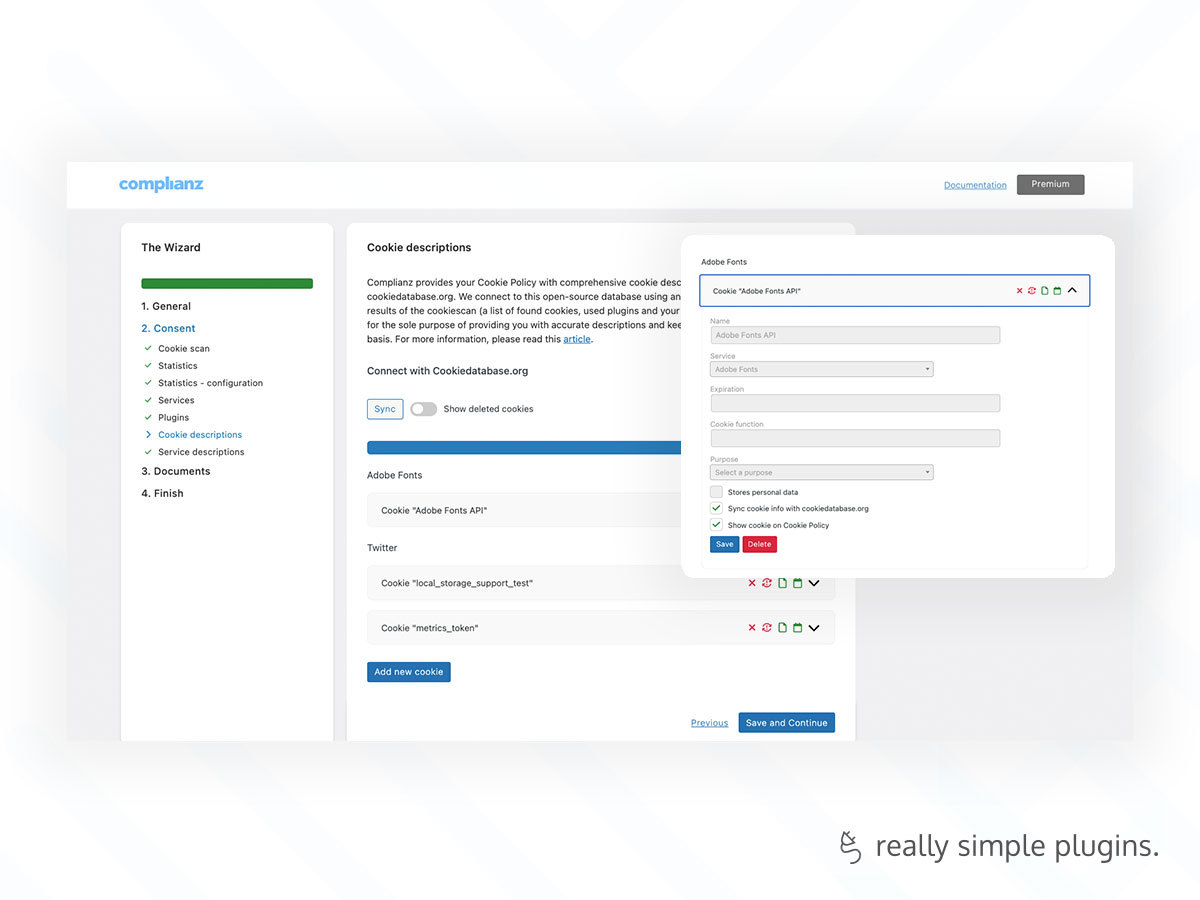 complianz
Documentation
Premium
The Wizard
1. General
2. Consent
Cookie scan
Statistics
Statistics - configuration
Services
Plugins
Cookie descriptions
Service descriptions
3. Documents
4. Finish
Cookie descriptions
Complianz provides your Cookie Policy with comprehensive cookie desc
cookiedatabase.org. We connect to this open-source database using an
results of the cookiescan (a list of found cookies, used plugins and your
for the sole purpose of providing you with accurate descriptions and kee
basis. For more information, please read this article.
Connect with Cookiedatabase.org
Sync
Show deleted cookies
Adobe Fonts
Cookie "Adobe Fonts API"
Twitter
Cookie "local_storage_support_test"
Cookie "metrics_token"
Add new cookie
Previous
Save and Continue
Adobe Fonts
Cookie "Adobe Fonts API"
Name
Adobe Fonts API
Service
Adobe Fonts
Expiration
Cookie function
Purpose
Select a purpose
Stores personal data
Sync cookie info with cookiedatabase.org
Show cookie on Cookie Policy
Save
Delete
really simple plugins.